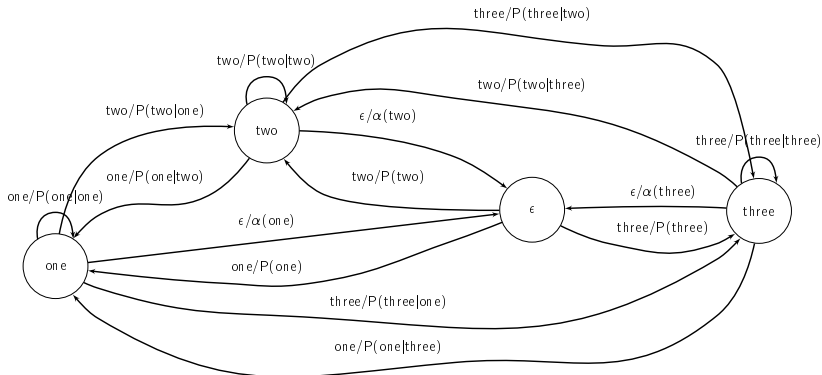 three/P(three|two)
two/P(two|two)
two/P(two|three)
two/P(two|one)
ϵ/α(two)
two
three/P(three|three)
one/P(one|two)
two/P(two)
one/P(one|one)
ϵ/α(three)
ϵ
three
ϵ/α(one)
three/P(three)
one
one/P(one)
three/P(three|one)
one/P(one|three)